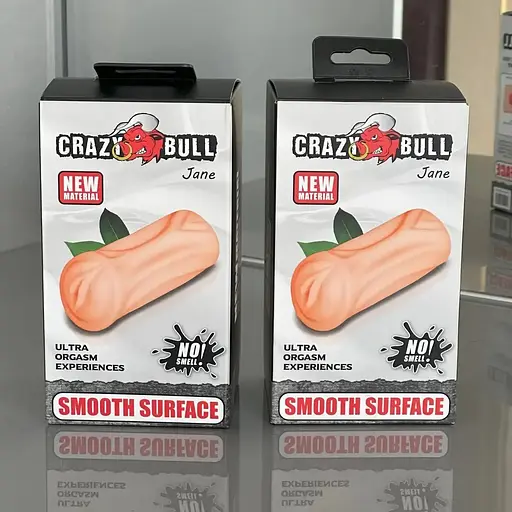 CRAZY BULL
Jane
NEW
MATERIAL
ULTRA
ORGASM
EXPERIENCES
NO!
SMELL!
SMOOTH SURFACE
CRAZY BULL
Jane
NEW
MATERIAL
ULTRA
ORGASM
EXPERIENCES
NO!
SMELL!
SMOOTH SURFACE